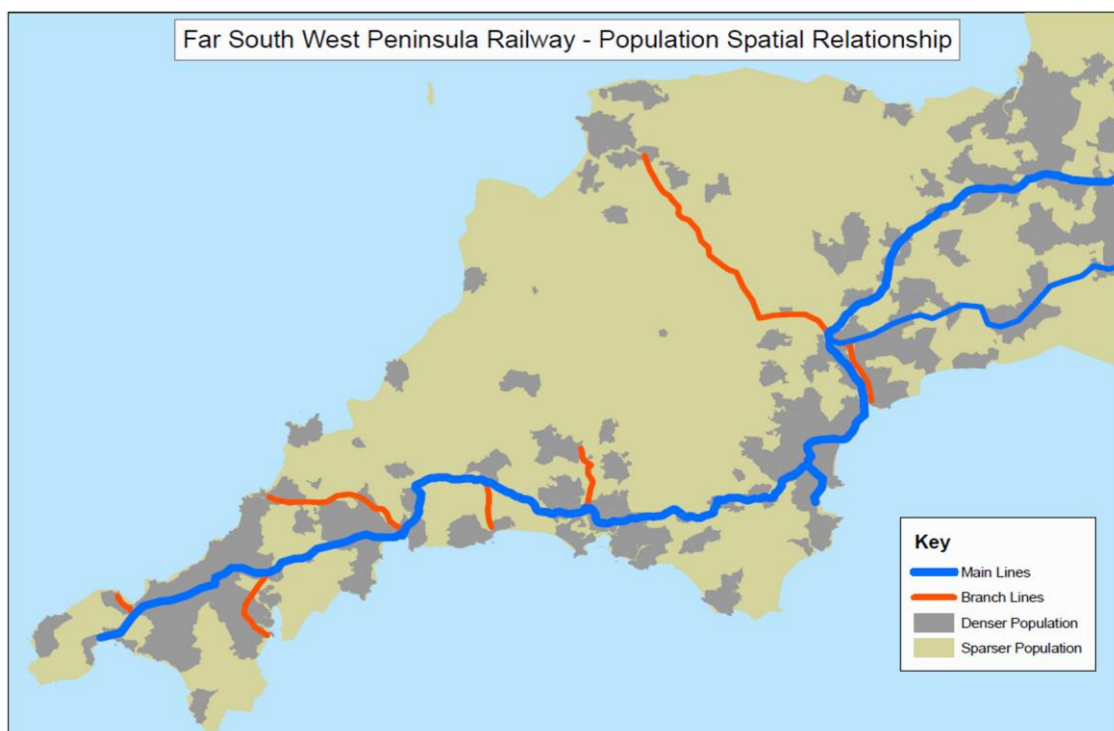 Far South West Peninsula Railway - Population Spatial Relationship
Key
Main Lines
Branch Lines
Denser Population
Sparser Population